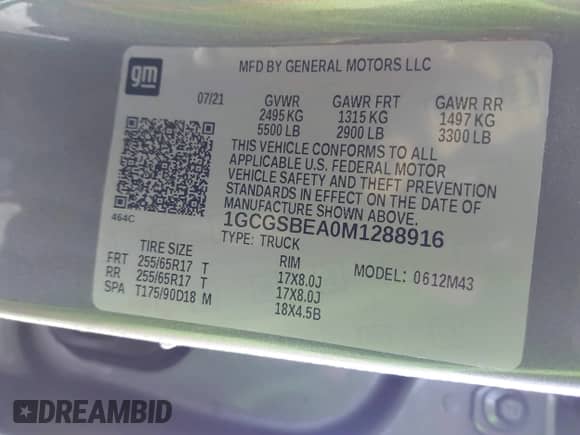 gm
MFD BY GENERAL MOTORS LLC
07/21 GVWR GAWR FRT GAWR RR
2495 KG 1315 KG 1497 KG
5500 LB 2900 LB 3300 LB
THIS VEHICLE CONFORMS TO ALL
APPLICABLE U.S. FEDERAL MOTOR
VEHICLE SAFETY AND THEFT PREVENTION
STANDARDS IN EFFECT ON THE DATE OF
MANUFACTURE SHOWN ABOVE.
464C
1GCGSBEA0M1288916
TYPE: TRUCK
TIRE SIZE RIM MODEL: 0612M43
FRT 255/65R17 T 17X8.0J
RR 255/65R17 T 17X8.0J
SPA T175/90D18 M 18X4.5B
DREAMBID